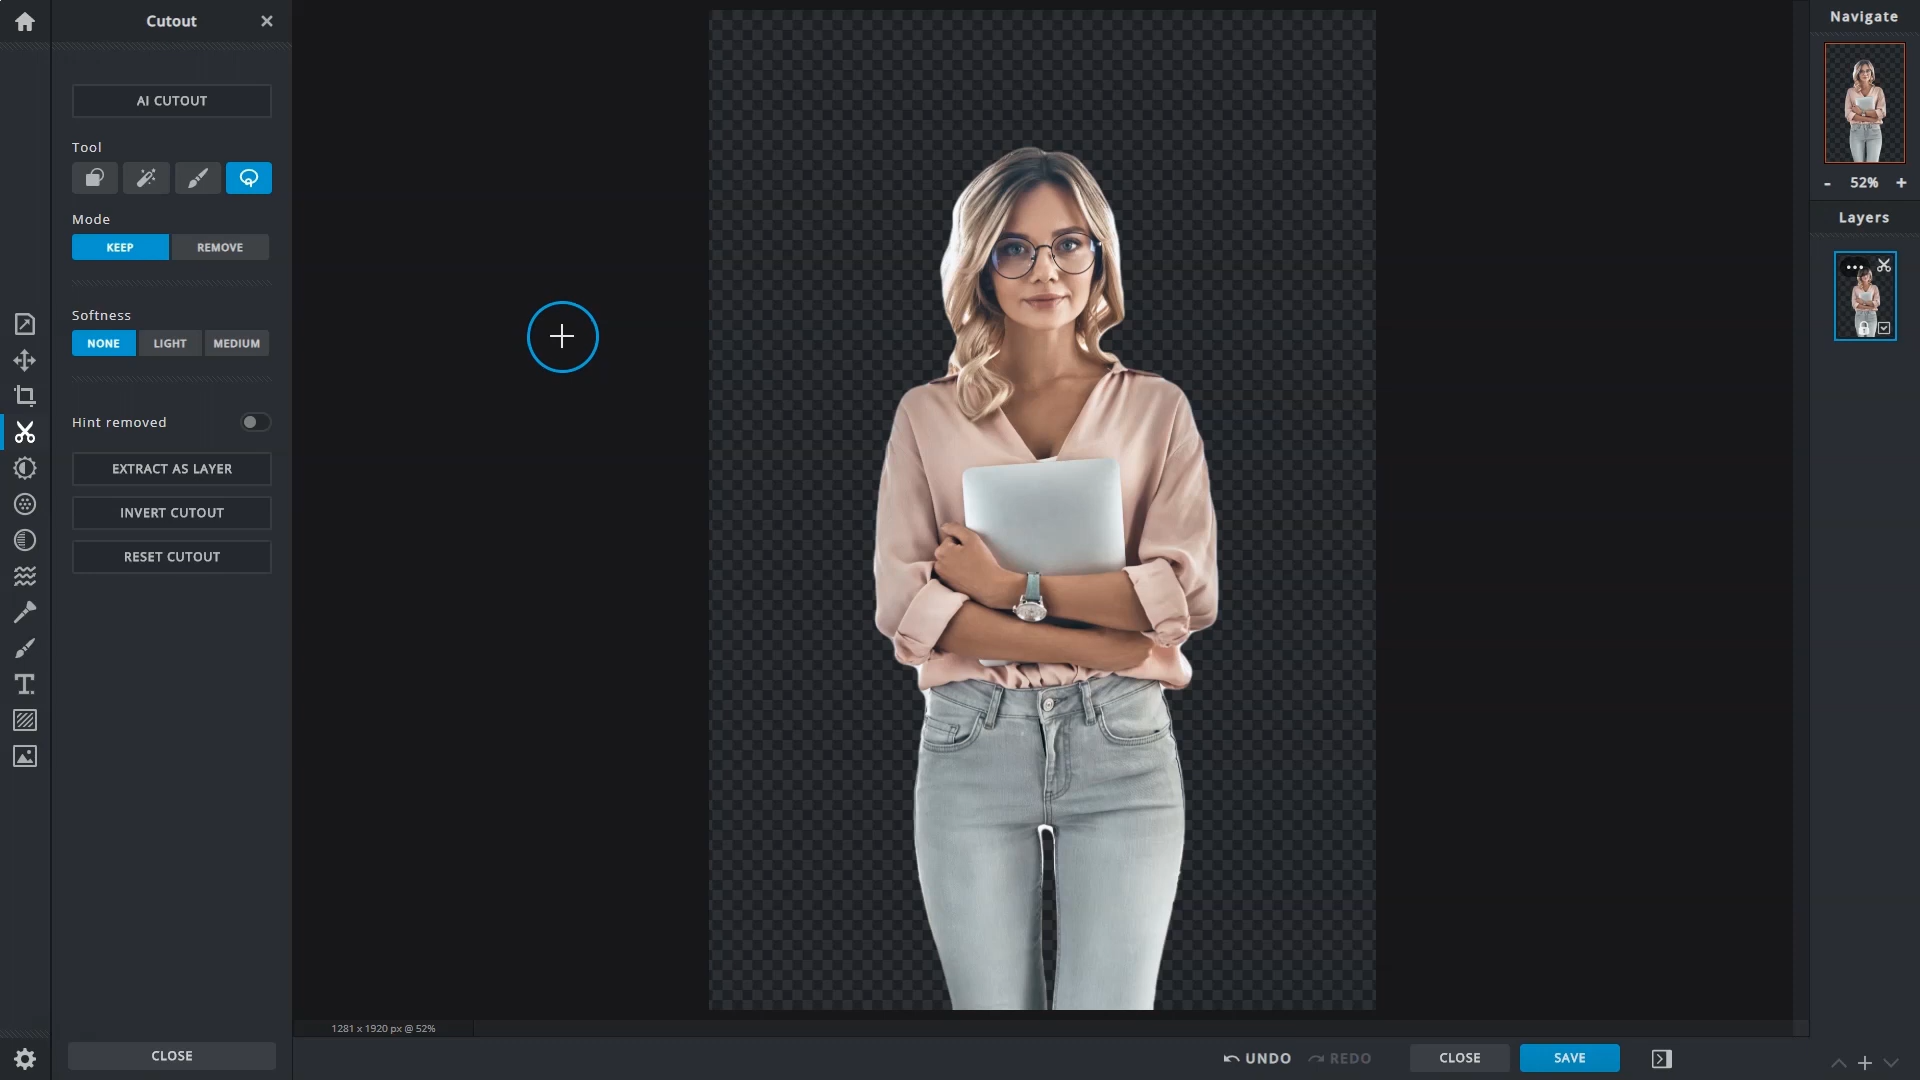 Cutout
AI CUTOUT
Tool
Mode
KEEP REMOVE
Softness
NONE LIGHT MEDIUM
Hint removed
EXTRACT AS LAYER
INVERT CUTOUT
RESET CUTOUT
CLOSE
1281 x 1920 px @ 52%
UNDO REDO CLOSE SAVE
Navigate
- 52% +
Layers